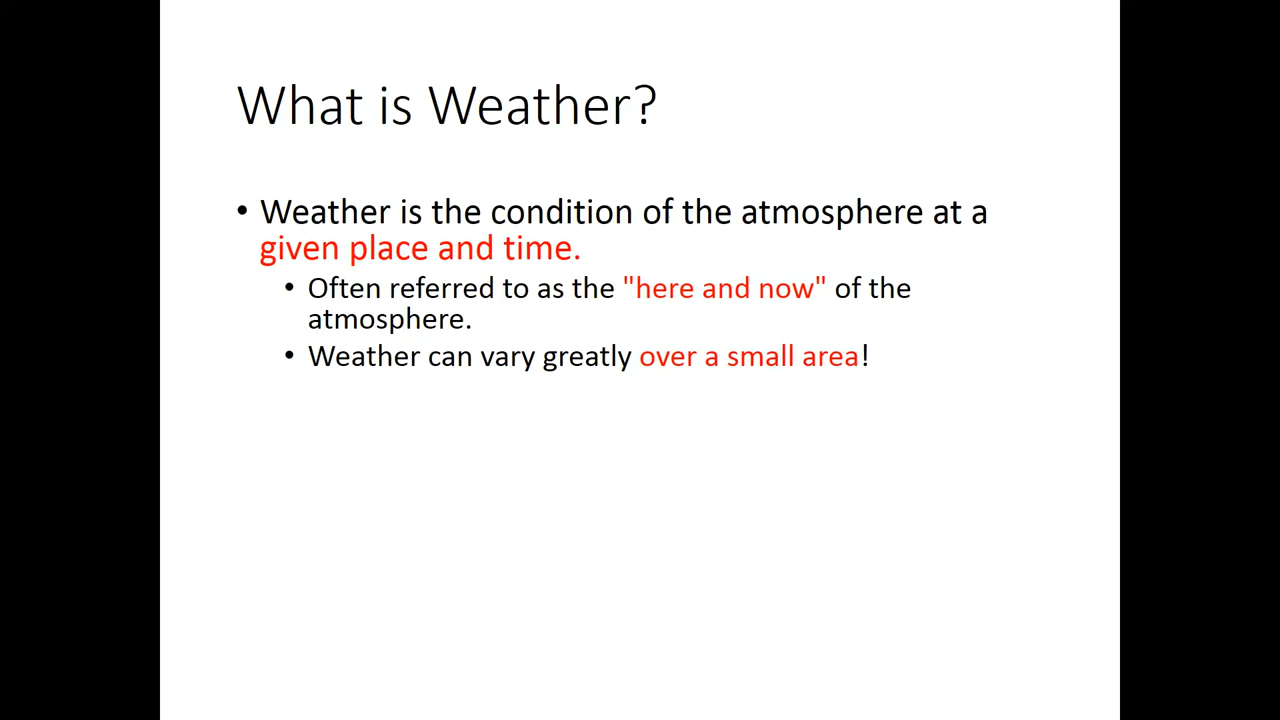 What is Weather?
• Weather is the condition of the atmosphere at a
given place and time.
• Often referred to as the "here and now" of the
atmosphere.
• Weather can vary greatly over a small area!